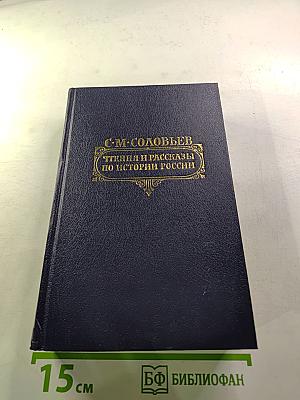 С·М·СОЛОВЬЕВ
ЧТЕНИЯ И РАССКАЗЫ
ПО ИСТОРИИ РОССИИ
15 см
БФ БИБЛИОФАН